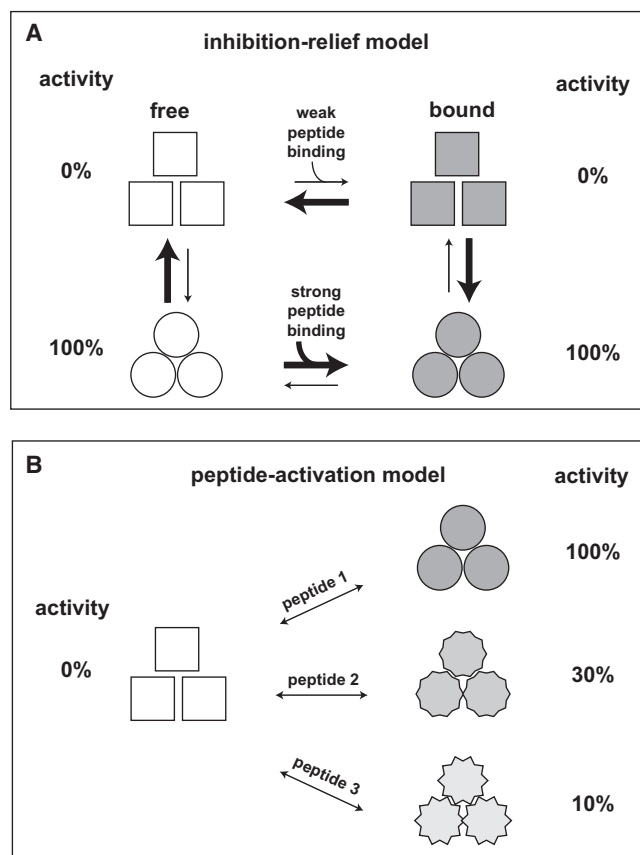 A
inhibition-relief model
activity
activity
free
weak
peptide
binding
bound
0%
0%
strong
peptide
binding
100%
100%
B
peptide-activation model
activity
100%
peptide 1
activity
0%
peptide 2
30%
peptide 3
10%